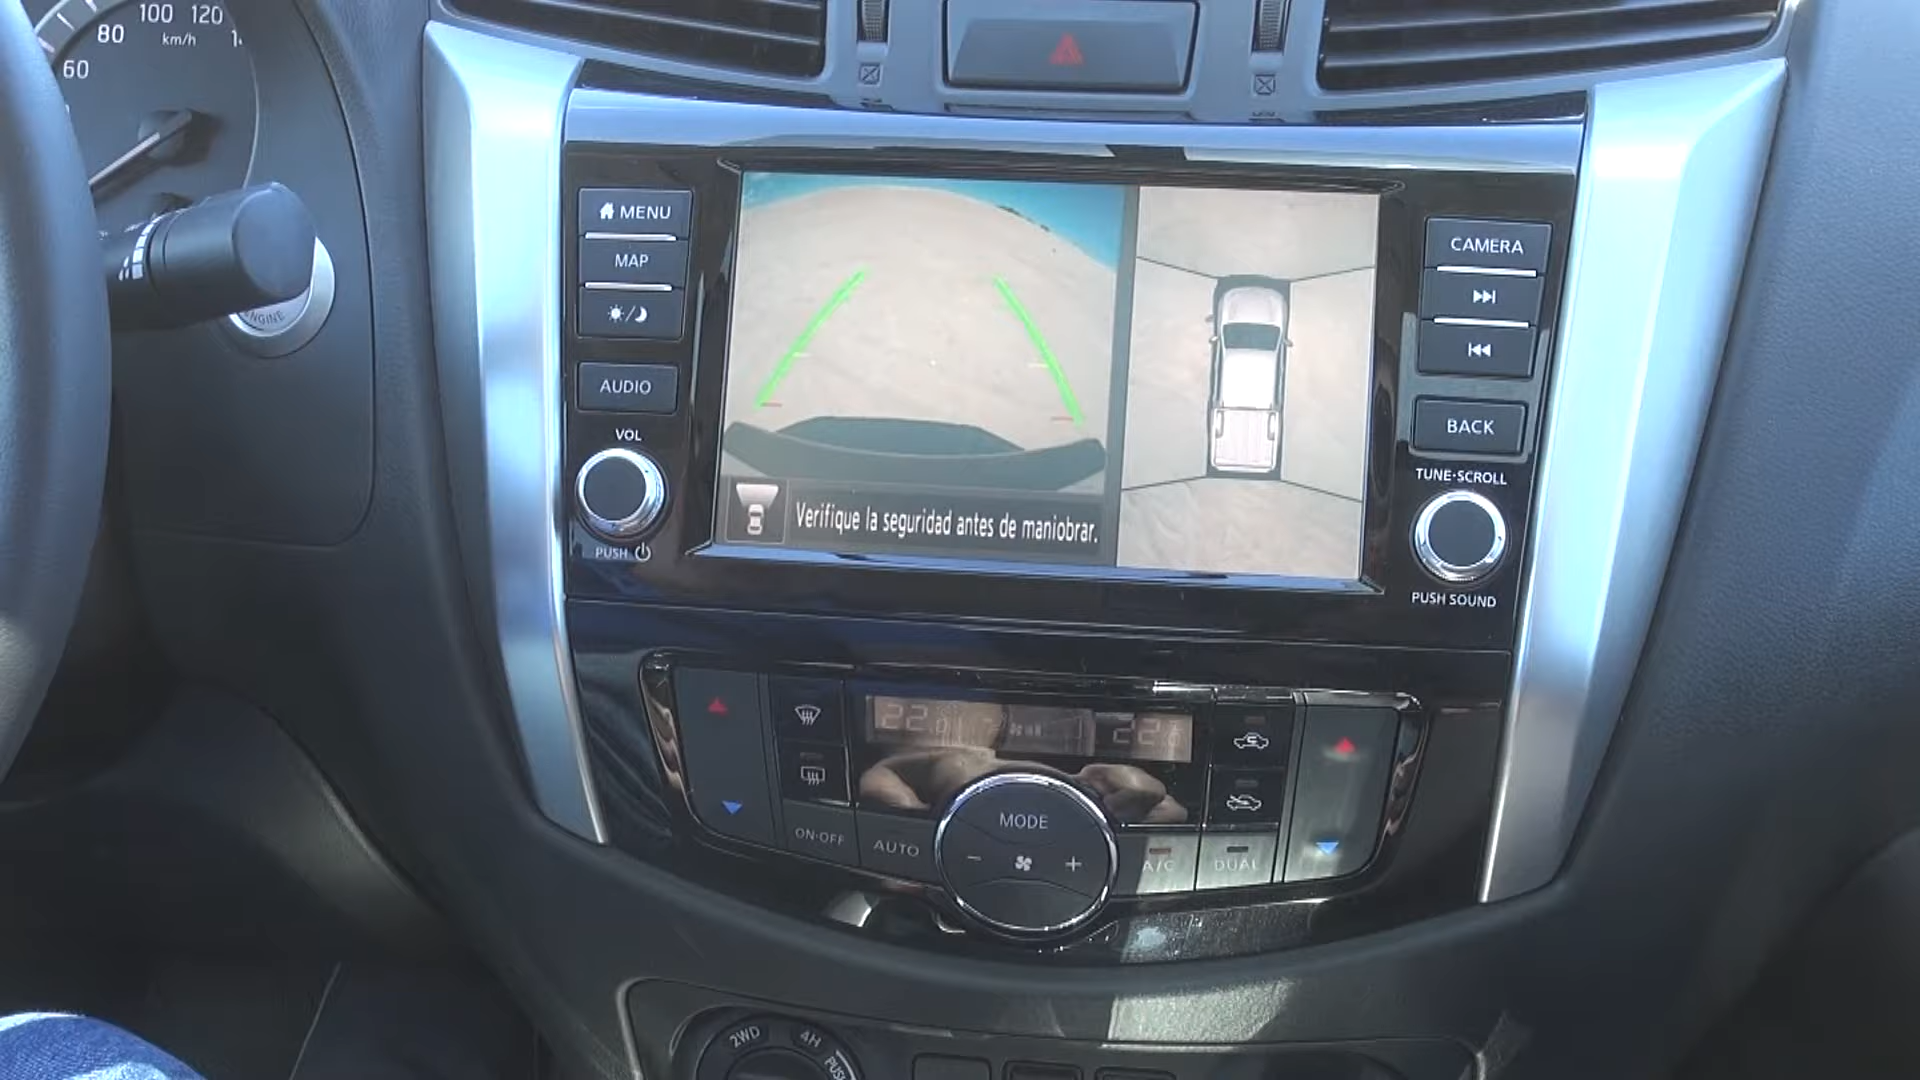 100 120
80
km/h
60
ENGINE
MENU
MAP
AUDIO
VOL
PUSH
Verifique la seguridad antes de maniobrar.
CAMERA
BACK
TUNE·SCROLL
PUSH SOUND
MODE
- +
ON·OFF
AUTO
A/C
DUAL
2WD 4H